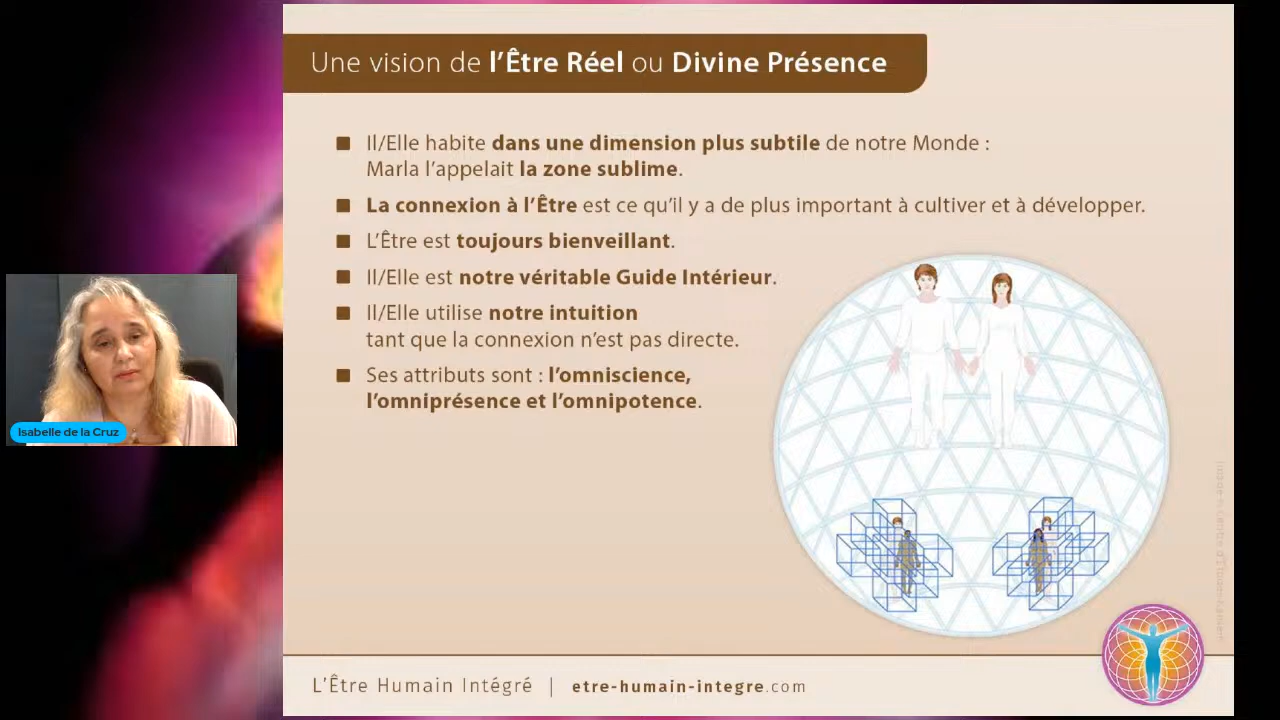 Une vision de l'Être Réel ou Divine Présence
Il/Elle habite dans une dimension plus subtile de notre Monde :
Marla l'appelait la zone sublime.
La connexion à l'Être est ce qu'il y a de plus important à cultiver et à développer.
L'Être est toujours bienveillant.
Il/Elle est notre véritable Guide Intérieur.
Il/Elle utilise notre intuition
tant que la connexion n'est pas directe.
Ses attributs sont : l'omniscience,
l'omniprésence et l'omnipotence.
Isabelle de la Cruz
L'Être Humain Intégré | etre-humain-integre.com